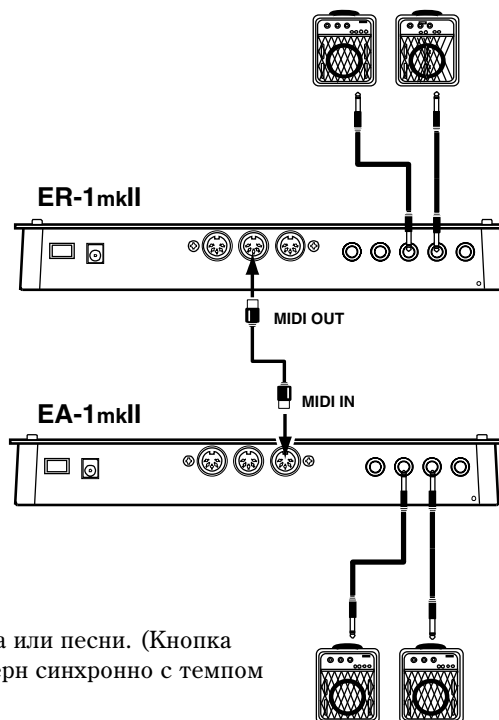 ER-1mkII
MIDI OUT
MIDI IN
EA-1mkII
а или песни. (Кнопка
ерн синхронно с темпом